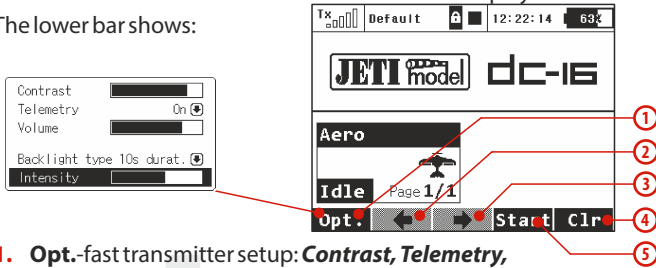 The lower bar shows:
Tx Default 12:22:14 63%
JETI model dc-16
Contrast
Telemetry On
Volume
Backlight type 10s durat.
Intensity
Aero
Idle Page 1/1
Opt. Start Clr
1
2
3
4
5
1. Opt.-fast transmitter setup: Contrast, Telemetry,